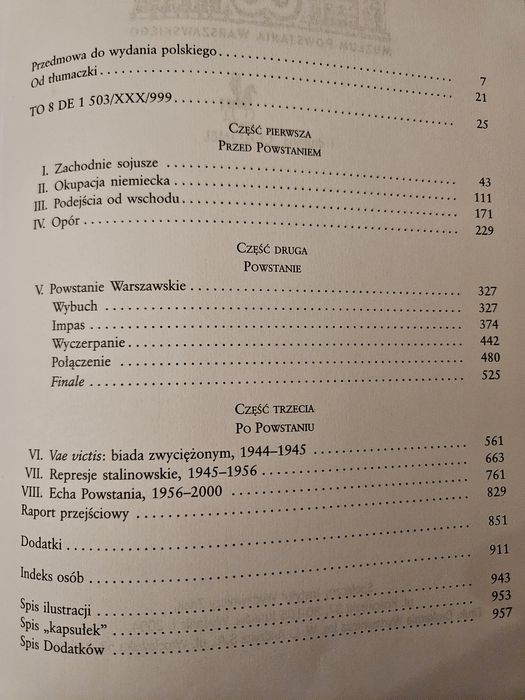 Przedmowa do wydania polskiego 7
Od tłumaczki 21
TO 8 DE 1 503/XXX/999 25
CZĘŚĆ PIERWSZA
PRZED POWSTANIEM
I. Zachodnie sojusze 43
II. Okupacja niemiecka 111
III. Podejścia od wschodu 171
IV. Opór 229
CZĘŚĆ DRUGA
POWSTANIE
V. Powstanie Warszawskie 327
Wybuch 327
Impas 374
Wyczerpanie 442
Połączenie 480
Finale 525
CZĘŚĆ TRZECIA
PO POWSTANIU
VI. Vae victis: biada zwyciężonym, 1944–1945 561
VII. Represje stalinowskie, 1945–1956 663
VIII. Echa Powstania, 1956–2000 761
Raport przejściowy 829
Dodatki 851
Indeks osób 911
Spis ilustracji 943
Spis „kapsułek” 953
Spis Dodatków 957